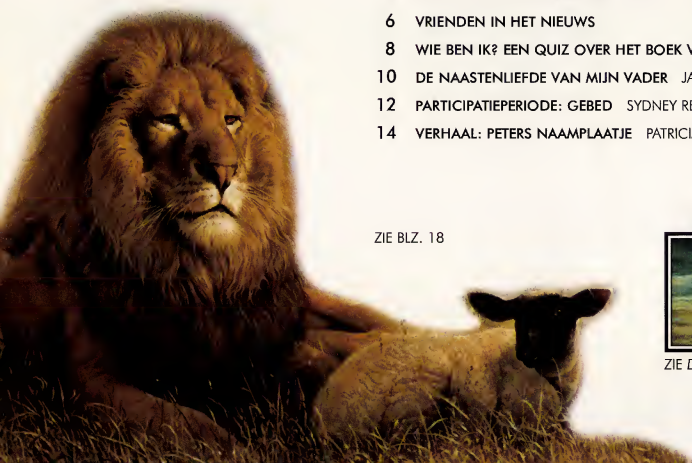 6 VRIENDEN IN HET NIEUWS
8 WIE BEN IK? EEN QUIZ OVER HET BOEK
10 DE NAASTENLIEFDE VAN MIJN VADER
12 PARTICIPATIEPERIODE: GEBED SYDNEY
14 VERHAAL: PETERS NAAMPLAATJE
ZIE BLZ. 18
ZIE